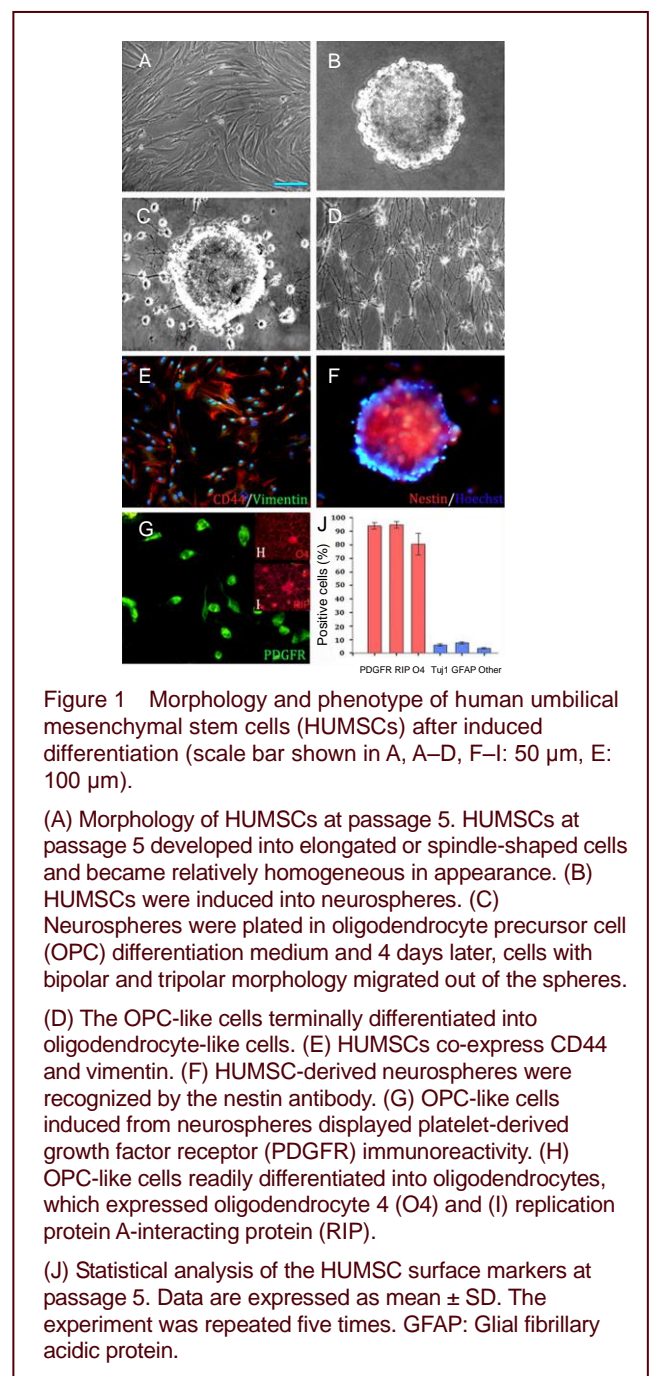 A
B
C
D
E
CD44/Vimentin
F
Nestin/Hoechst
G
H
O4
I
RIP
PDGFR
J
Positive cells (%)
100
90
80
70
60
50
40
30
20
10
0
PDGFR RIP O4 Tuj1 GFAP Other
Figure 1 Morphology and phenotype of human umbilical
mesenchymal stem cells (HUMSCs) after induced
differentiation (scale bar shown in A, A–D, F–I: 50 μm, E:
100 μm).
(A) Morphology of HUMSCs at passage 5. HUMSCs at
passage 5 developed into elongated or spindle-shaped cells
and became relatively homogeneous in appearance. (B)
HUMSCs were induced into neurospheres. (C)
Neurospheres were plated in oligodendrocyte precursor cell
(OPC) differentiation medium and 4 days later, cells with
bipolar and tripolar morphology migrated out of the spheres.
(D) The OPC-like cells terminally differentiated into
oligodendrocyte-like cells. (E) HUMSCs co-express CD44
and vimentin. (F) HUMSC-derived neurospheres were
recognized by the nestin antibody. (G) OPC-like cells
induced from neurospheres displayed platelet-derived
growth factor receptor (PDGFR) immunoreactivity. (H)
OPC-like cells readily differentiated into oligodendrocytes,
which expressed oligodendrocyte 4 (O4) and (I) replication
protein A-interacting protein (RIP).
(J) Statistical analysis of the HUMSC surface markers at
passage 5. Data are expressed as mean ± SD. The
experiment was repeated five times. GFAP: Glial fibrillary
acidic protein.